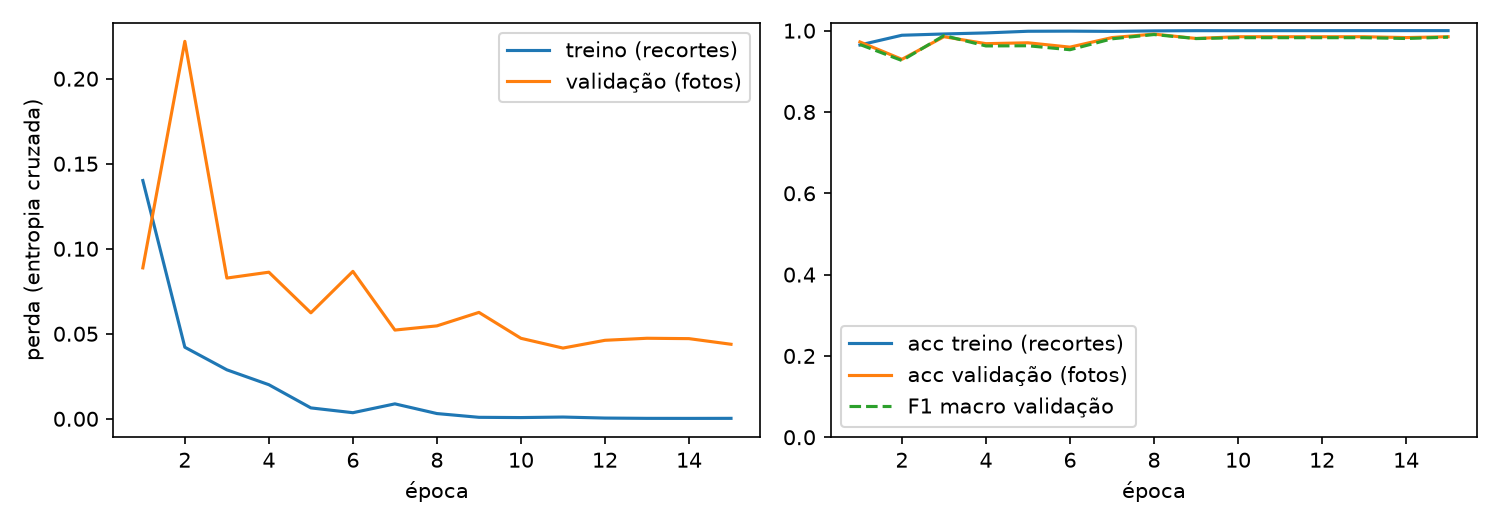 perda (entropia cruzada)
0.20
0.15
0.10
0.05
0.00
treino (recortes)
validação (fotos)
2 4 6 8 10 12 14
época
1.0
0.8
0.6
0.4
0.2
0.0
acc treino (recortes)
acc validação (fotos)
F1 macro validação
2 4 6 8 10 12 14
época